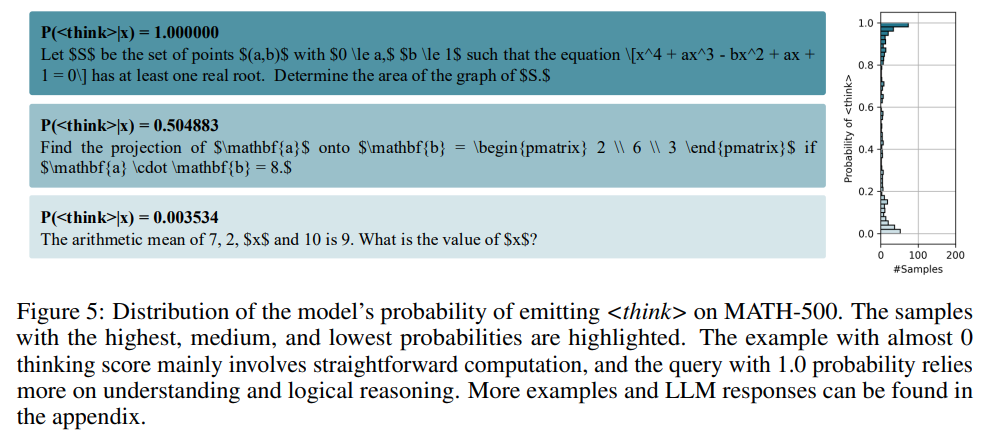 P(<think>|x) = 1.000000
Let $S$ be the set of points $(a,b)$ with $0 \le a,$ $b \le 1$ such that the equation \[x^4 + ax^3 - bx^2 + ax +
1 = 0\] has at least one real root. Determine the area of the graph of $S.$
P(<think>|x) = 0.504883
Find the projection of $\mathbf{a}$ onto $\mathbf{b} = \begin{pmatrix} 2 \\ 6 \\ 3 \end{pmatrix}$ if
$\mathbf{a} \cdot \mathbf{b} = 8.$
P(<think>|x) = 0.003534
The arithmetic mean of 7, 2, $x$ and 10 is 9. What is the value of $x$?
Probability of <think>
1.0
0.8
0.6
0.4
0.2
0.0
0 100 200
#Samples
Figure 5: Distribution of the model's probability of emitting <think> on MATH-500. The samples
with the highest, medium, and lowest probabilities are highlighted. The example with almost 0
thinking score mainly involves straightforward computation, and the query with 1.0 probability relies
more on understanding and logical reasoning. More examples and LLM responses can be found in
the appendix.